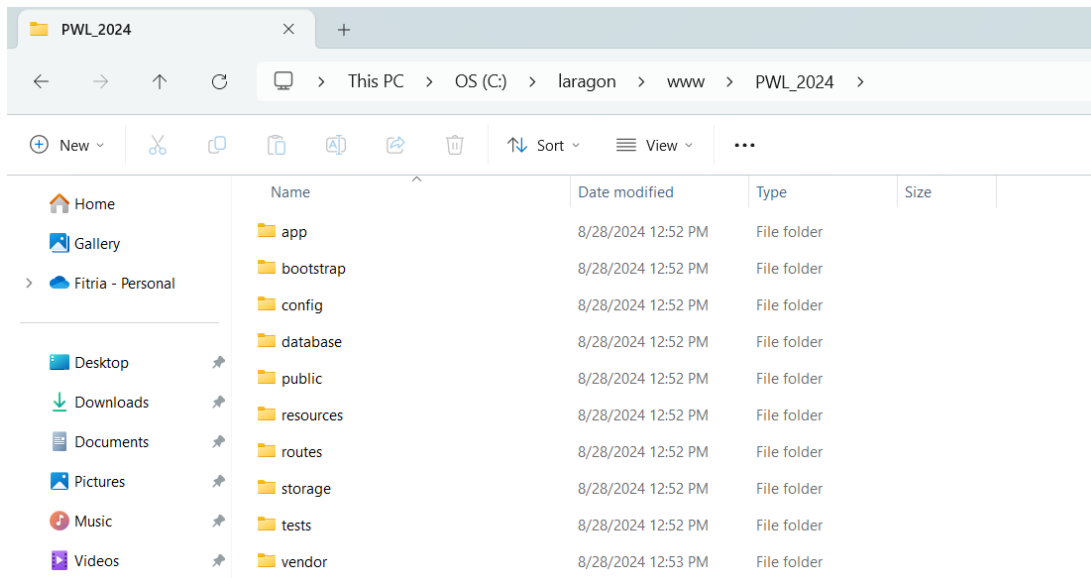 PWL_2024
This PC > OS (C:) > laragon > www > PWL_2024 >
New Sort View
Name Date modified Type Size
Home
Gallery
Fitria - Personal
Desktop
Downloads
Documents
Pictures
Music
Videos
app 8/28/2024 12:52 PM File folder
bootstrap 8/28/2024 12:52 PM File folder
config 8/28/2024 12:52 PM File folder
database 8/28/2024 12:52 PM File folder
public 8/28/2024 12:52 PM File folder
resources 8/28/2024 12:52 PM File folder
routes 8/28/2024 12:52 PM File folder
storage 8/28/2024 12:52 PM File folder
tests 8/28/2024 12:52 PM File folder
vendor 8/28/2024 12:53 PM File folder